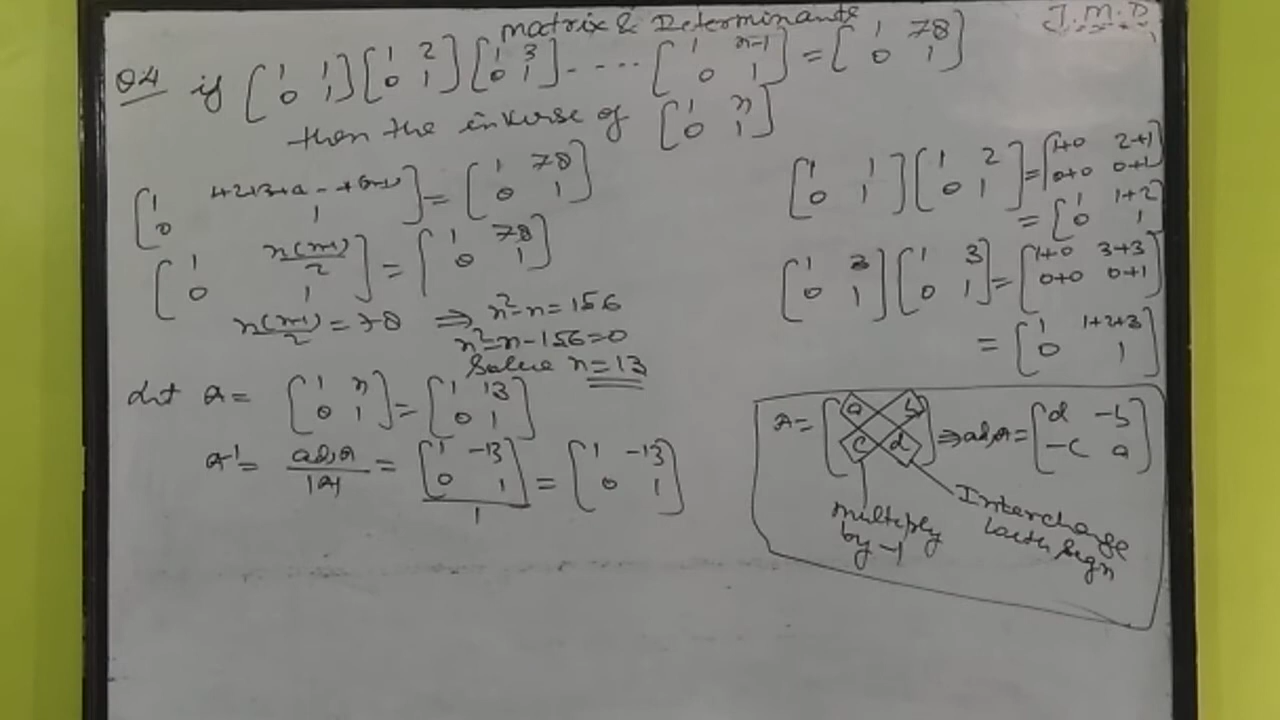 matrix & Determinants
J.M.D
Q4 if [1 1; 0 1] [1 2; 0 1] [1 3; 0 1] ----- [1 n-1; 0 1] = [1 78; 0 1]
then the inverse of [1 n; 0 1]
[1 1+2+3+a--+(n-1); 0 1] = [1 78; 0 1]
[1 n(n-1)/2; 0 1] = [1 78; 0 1]
n(n-1)/2 = 78 ⇒ n²-n=156
n²-n-156=0
Solve n=13
Let A = [1 n; 0 1] = [1 13; 0 1]
A⁻¹ = adjA/|A| = [1 -13; 0 1]/1 = [1 -13; 0 1]
[1 1; 0 1] [1 2; 0 1] = [1+0 2+1; 0+0 0+1]
= [1 1+2; 0 1]
[1 3; 0 1] [1 3; 0 1] = [1+0 3+3; 0+0 0+1]
= [1 1+2+3; 0 1]
A = [a b; c d] ⇒ adjA = [d -b; -c a]
multiply
by -1
Interchange
with sign